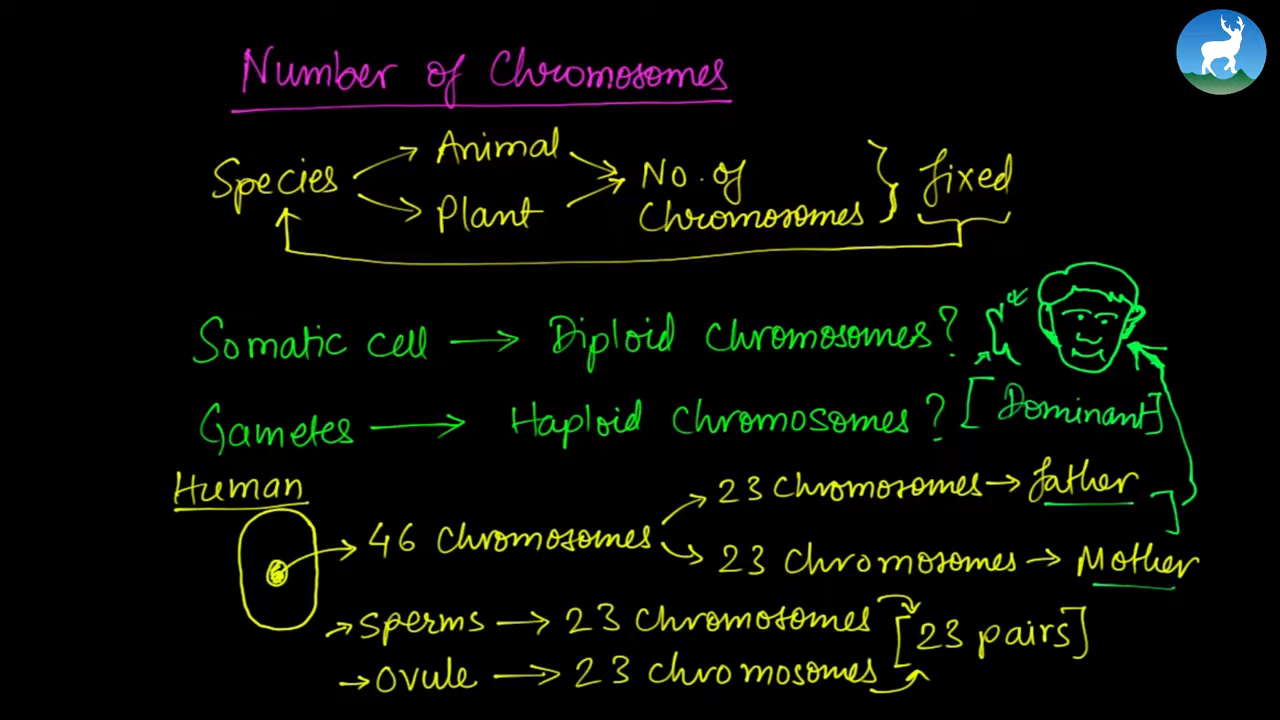 Number of Chromosomes
Animal
Species
No. of
fixed
Plant
Chromosomes
Somatic cell → Diploid chromosomes?
Gametes → Haploid chromosomes?
[Dominant]
Human
23 Chromosomes → father
46 Chromosomes
23 Chromosomes → Mother
→ sperms → 23 Chromosomes
[23 pairs]
→ ovule → 23 chromosomes